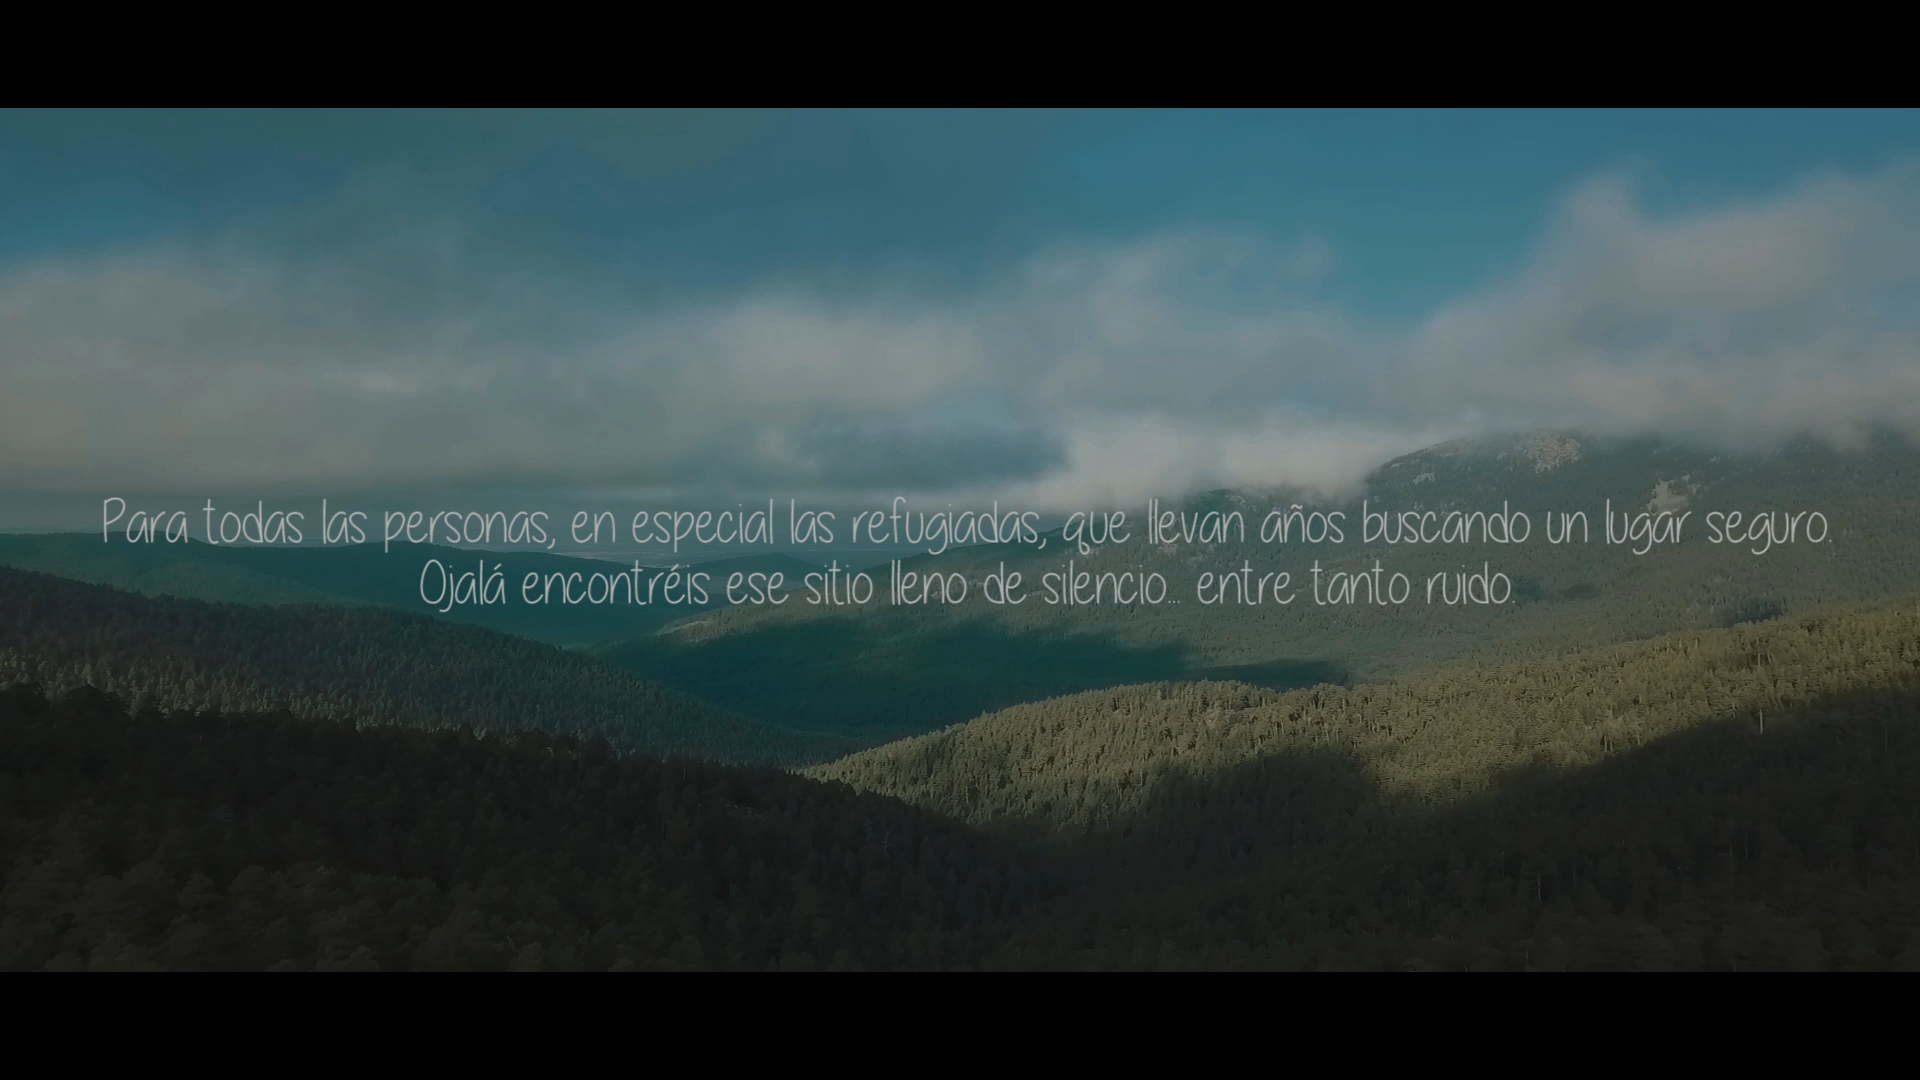 Para todas las personas, en especial las refugiadas, que llevan años buscando un lugar seguro.
Ojalá encontréis ese sitio lleno de silencio... entre tanto ruido.